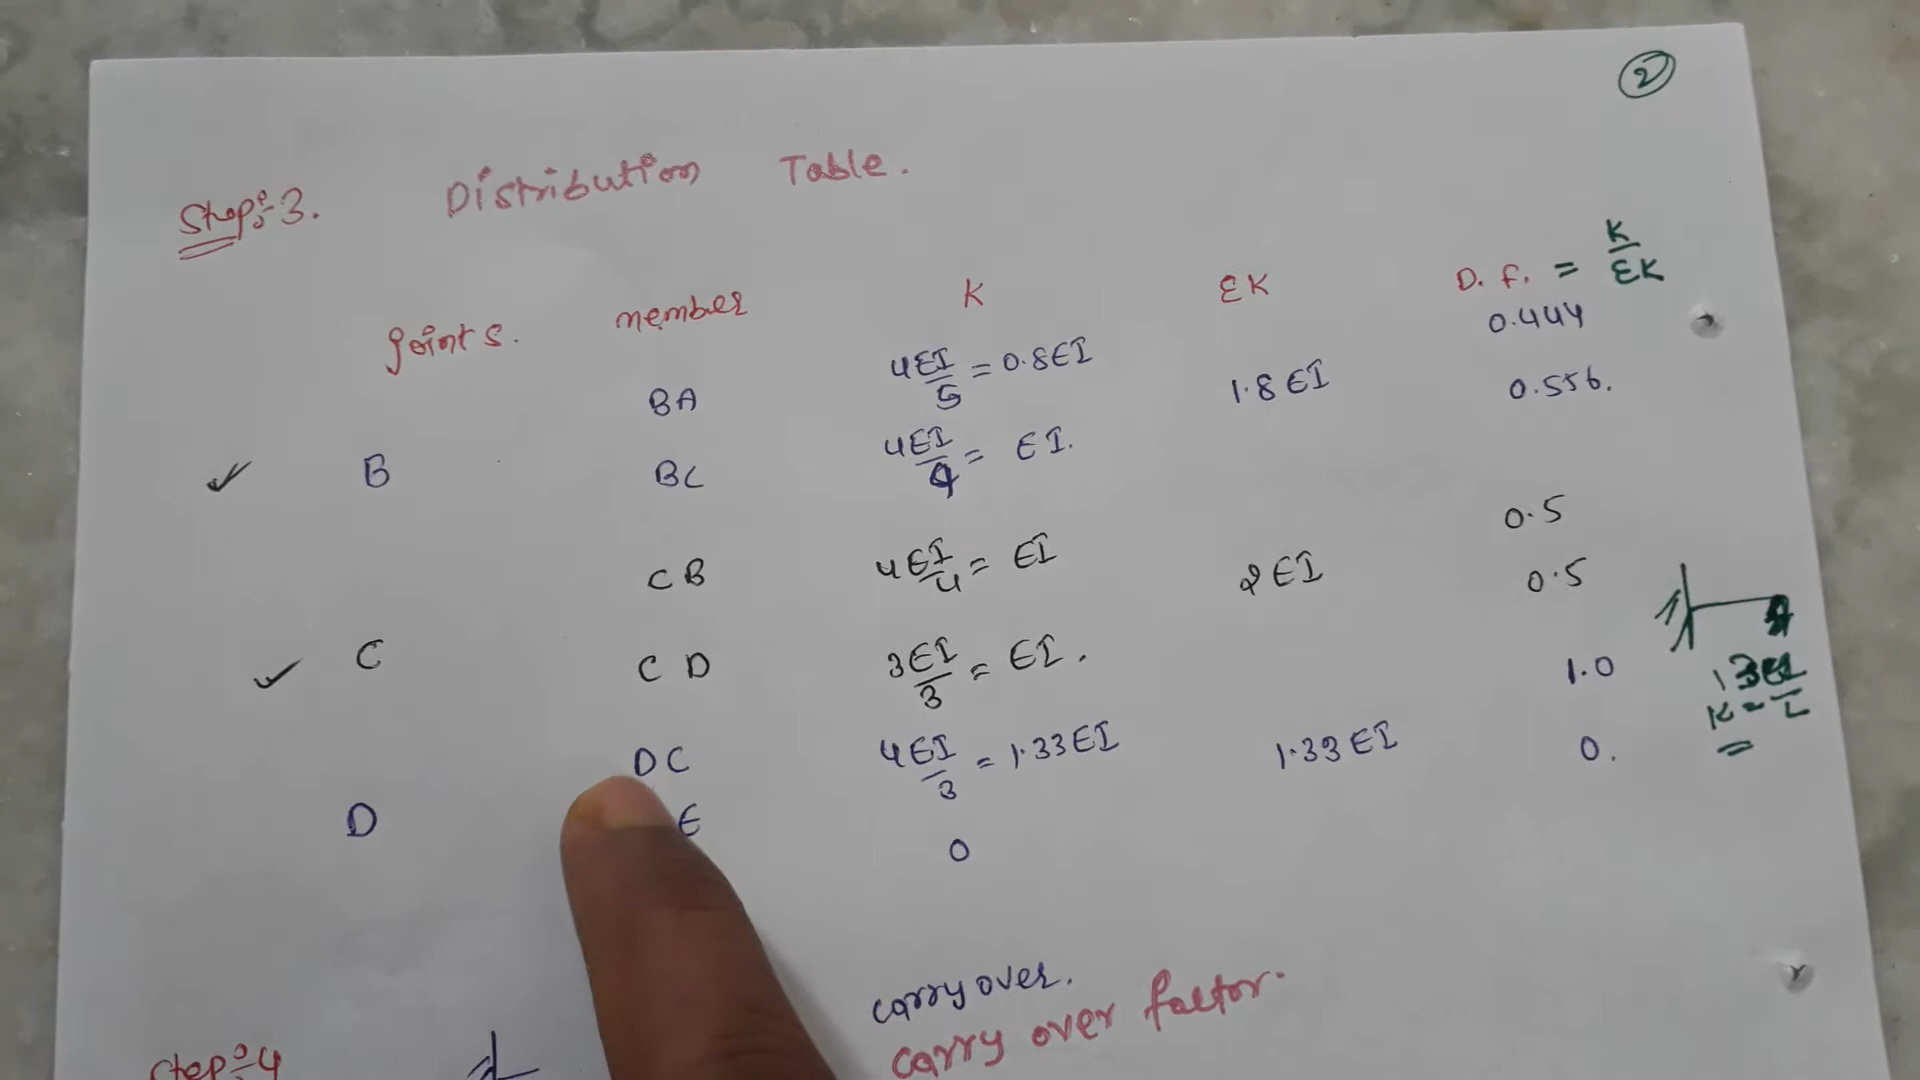 2
Step:-3. Distribution Table.
Joints. member K ΣK D.F. = K/ΣK
BA 4EI/5 = 0.8EI 1.8EI 0.444
B BC 4EI/4 = EI. 0.556.
CB 4EI/4 = EI 2EI 0.5
C CD 3EI/3 = EI. 0.5
DC 4EI/3 = 1.33EI 1.33EI 1.0
D E 0 0.
K = 3EI/L
carry over.
carry over factor.
Step:-4